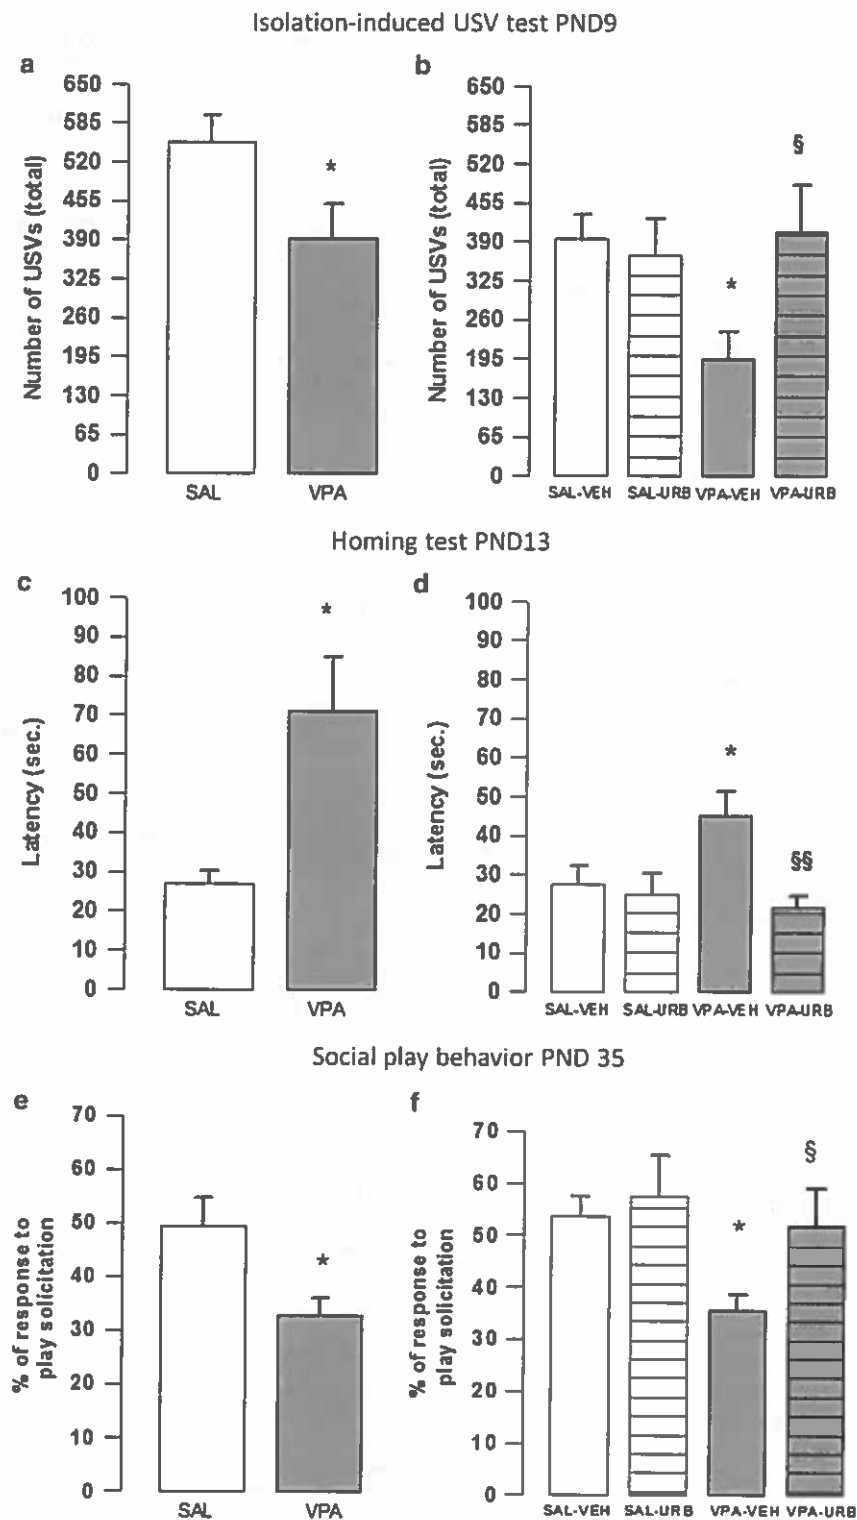 Isolation-induced USV test PND9
a
Number of USVs (total)
650
585
520
455
390
325
260
195
130
65
0
*
SAL
VPA
b
Number of USVs (total)
650
585
520
455
390
325
260
195
130
65
0
*
§
SAL-VEH
SAL-URB
VPA-VEH
VPA-URB
Homing test PND13
c
Latency (sec.)
100
90
80
70
60
50
40
30
20
10
0
*
SAL
VPA
d
Latency (sec.)
100
90
80
70
60
50
40
30
20
10
0
*
§§
SAL-VEH
SAL-URB
VPA-VEH
VPA-URB
Social play behavior PND 35
e
% of response to
play solicitation
70
60
50
40
30
20
10
0
*
SAL
VPA
f
% of response to
play solicitation
70
60
50
40
30
20
10
0
*
§
SAL-VEH
SAL-URB
VPA-VEH
VPA-URB